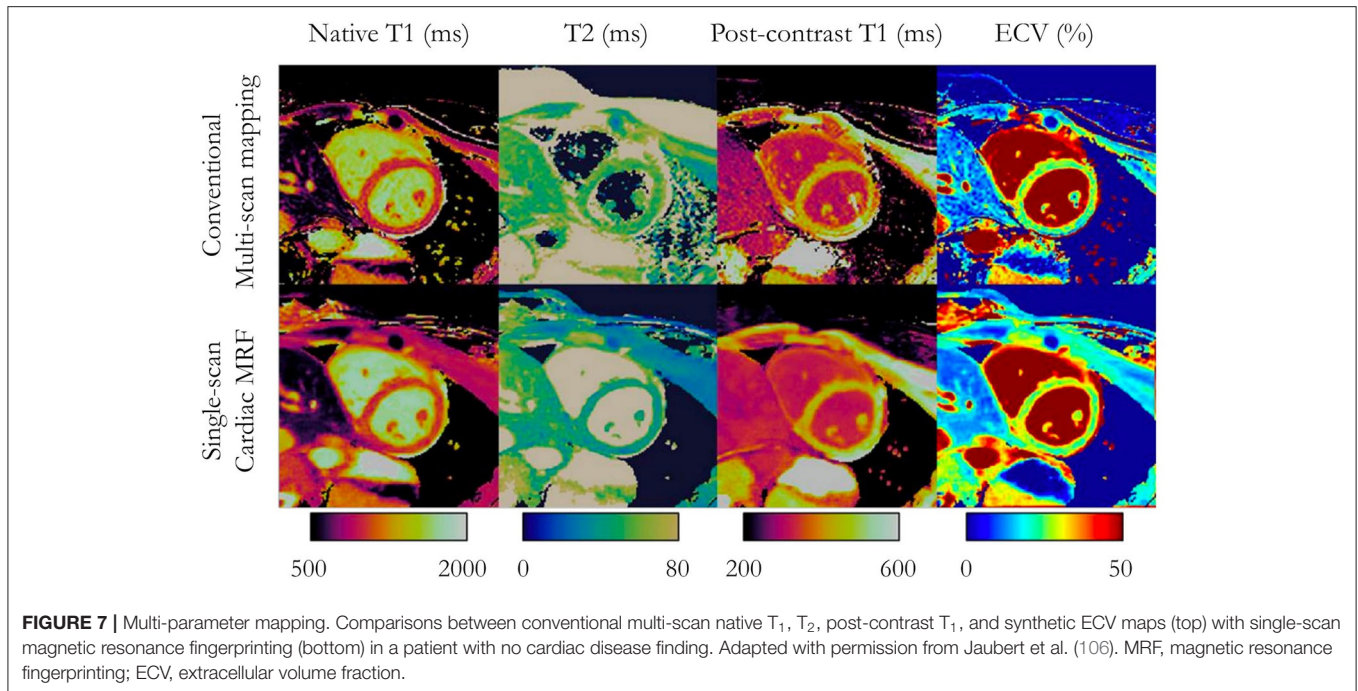 Native T1 (ms) T2 (ms) Post-contrast T1 (ms) ECV (%)
Conventional
Multi-scan mapping
Single-scan
Cardiac MRF
500 2000 0 80 200 600 0 50
FIGURE 7 | Multi-parameter mapping. Comparisons between conventional multi-scan native T₁, T₂, post-contrast T₁, and synthetic ECV maps (top) with single-scan
magnetic resonance fingerprinting (bottom) in a patient with no cardiac disease finding. Adapted with permission from Jaubert et al. (106). MRF, magnetic resonance
fingerprinting; ECV, extracellular volume fraction.